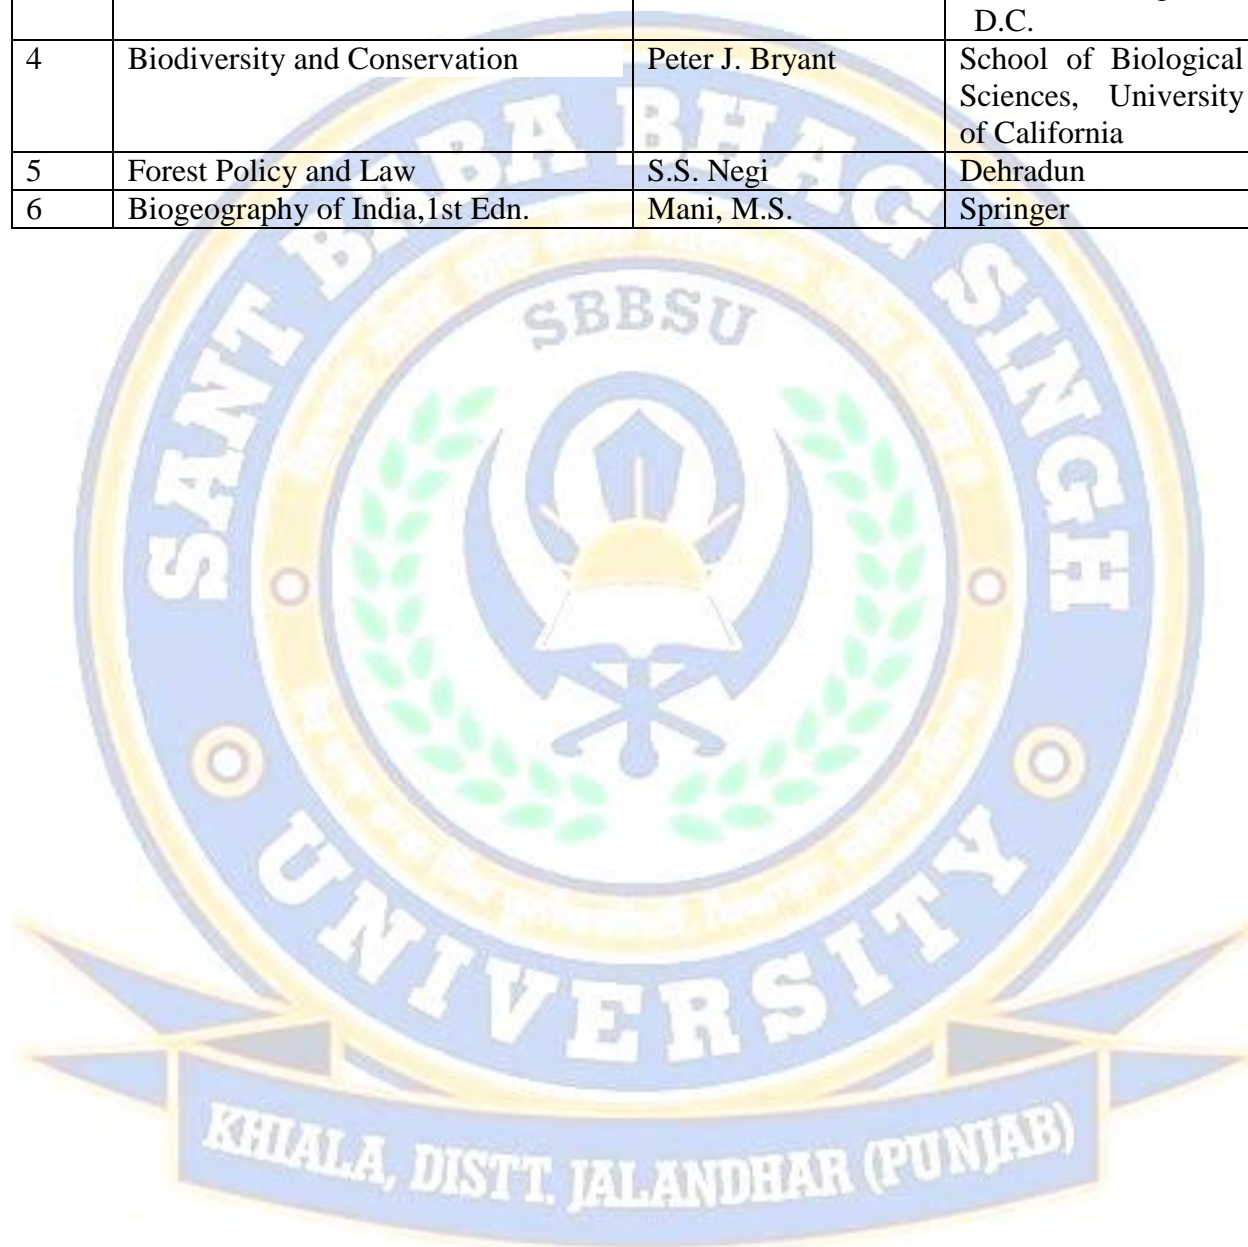 D.C.
4 Biodiversity and Conservation Peter J. Bryant School of Biological
Sciences, University
of California
5 Forest Policy and Law S.S. Negi Dehradun
6 Biogeography of India,1st Edn. Mani, M.S. Springer
SANT BABA BHAG SINGH
SBBSU
UNIVERSITY
KHIALA, DISTT. JALANDHAR (PUNJAB)